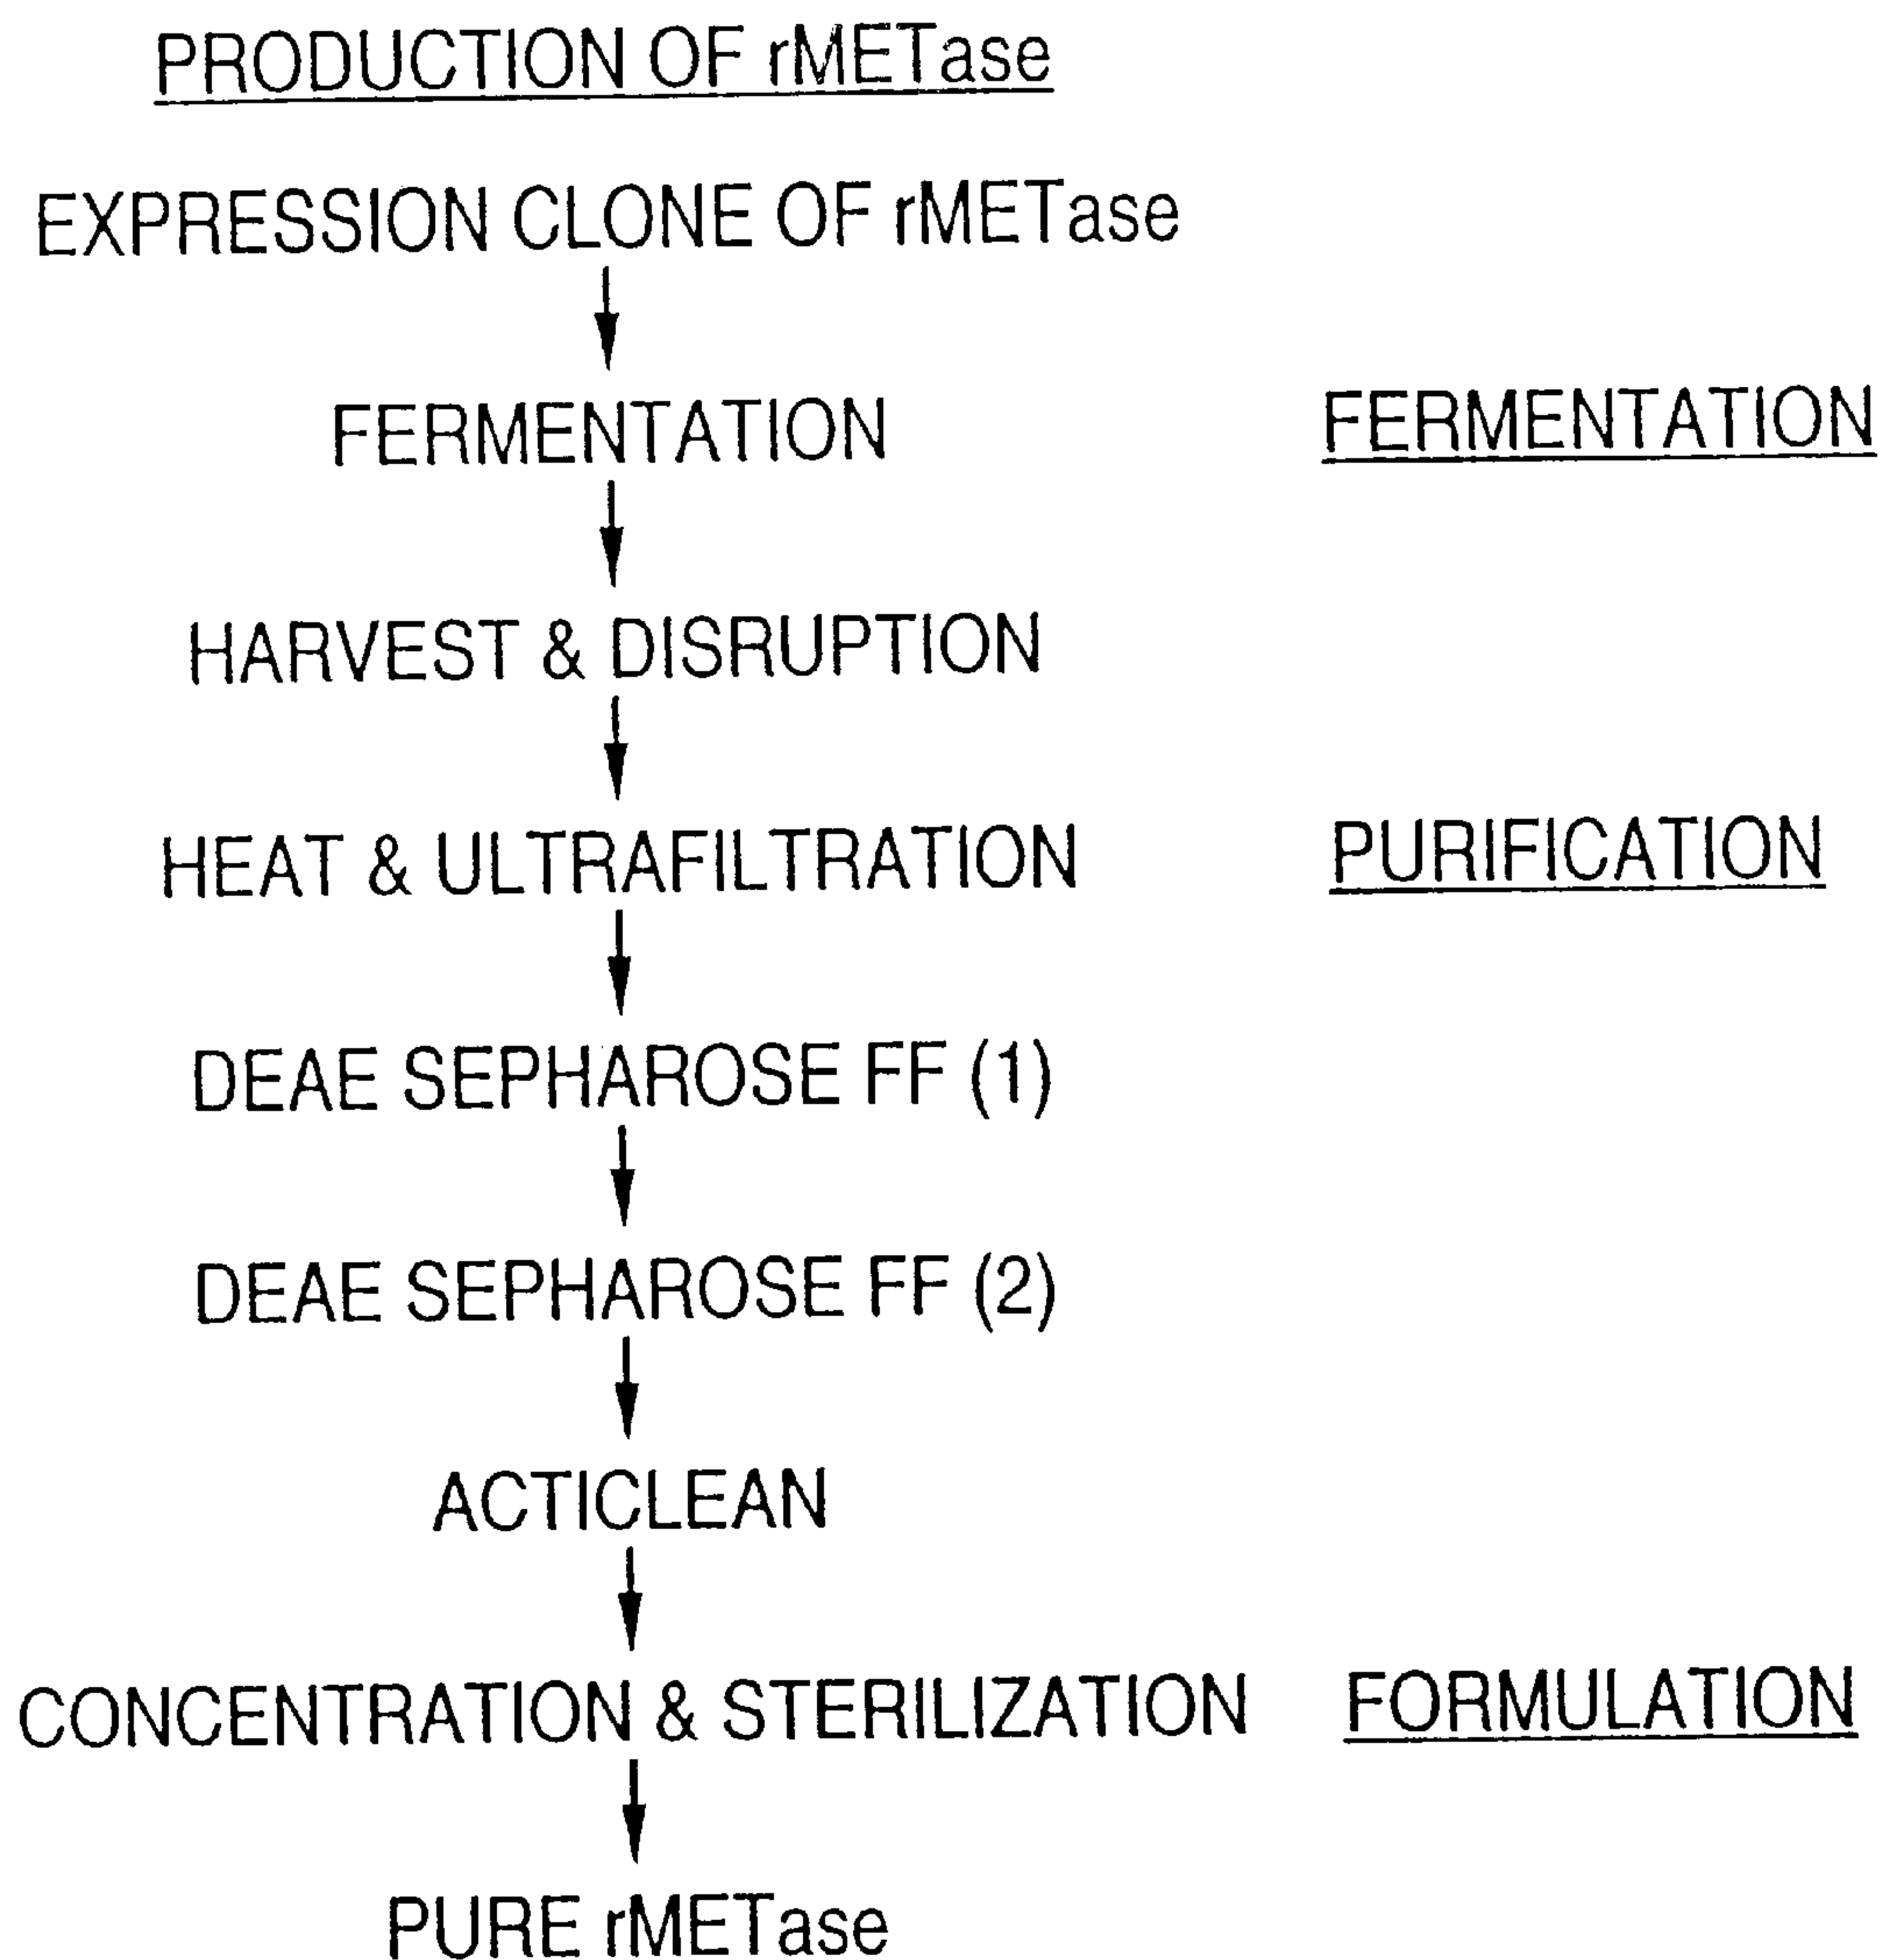 PRODUCTION OF rMETase
EXPRESSION CLONE OF rMETase
FERMENTATION FERMENTATION
HARVEST & DISRUPTION
HEAT & ULTRAFILTRATION PURIFICATION
DEAE SEPHAROSE FF (1)
DEAE SEPHAROSE FF (2)
ACTICLEAN
CONCENTRATION & STERILIZATION FORMULATION
PURE rMETase